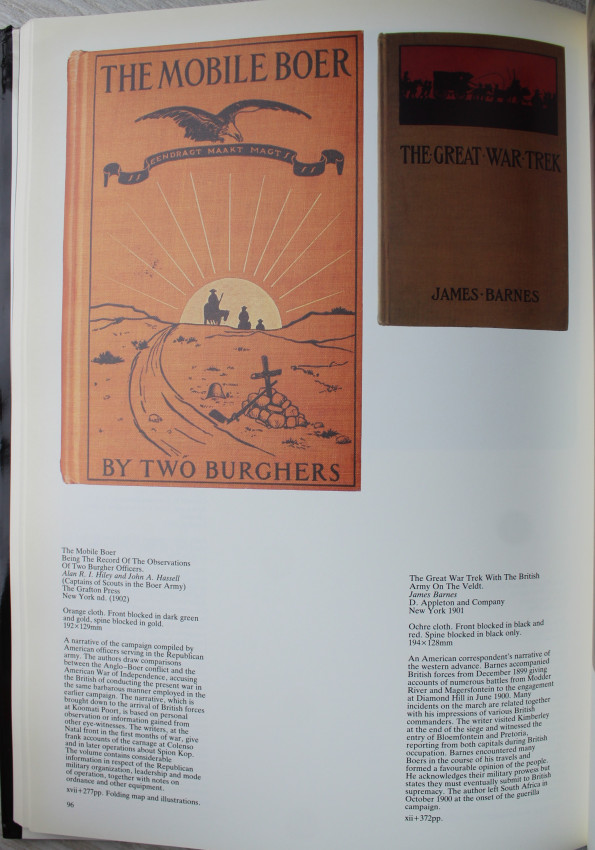 THE MOBILE BOER
EENDRAGT MAAKT MAGT
BY TWO BURGHERS
THE·GREAT·WAR·TREK
JAMES·BARNES
The Mobile Boer
Being The Record Of The Observations
Of Two Burgher Officers.
Alan R. I. Hiley and John A. Hassell
(Captains of Scouts in the Boer Army)
The Grafton Press
New York nd. (1902)
Orange cloth. Front blocked in dark green
and gold, spine blocked in gold.
192×129mm
A narrative of the campaign compiled by
American officers serving in the Republican
army. The authors draw comparisons
between the Anglo-Boer conflict and the
American War of Independence, accusing
the British of conducting the present war in
the same barbarous manner employed in the
earlier campaign. The narrative, which is
brought down to the arrival of British forces
at Koomati Poort, is based on personal
observation or information gained from
other eye-witnesses. The writers, at the
Natal front in the first months of war, give
frank accounts of the carnage at Colenso
and in later operations about Spion Kop.
The volume contains considerable
information in respect of the Republican
military organization, leadership and mode
of operation, together with notes on
ordnance and other equipment.
xvii+277pp. Folding map and illustrations.
96
The Great War Trek With The British
Army On The Veldt.
James Barnes
D. Appleton and Company
New York 1901
Ochre cloth. Front blocked in black and
red. Spine blocked in black only.
194×128mm
An American correspondent's narrative of
the western advance. Barnes accompanied
British forces from December 1899 giving
accounts of numerous battles from Modder
River and Magersfontein to the engagement
at Diamond Hill in June 1900. Many
incidents on the march are related together
with his impressions of various British
commanders. The writer visited Kimberley
at the end of the siege and witnessed the
entry of Bloemfontein and Pretoria,
reporting from both capitals during British
occupation. Barnes encountered many
Boers in the course of his travels and
formed a favourable opinion of the people.
He acknowledges their military prowess but
states they must eventually submit to British
supremacy. The author left South Africa in
October 1900 at the onset of the guerilla
campaign.
xii+372pp.